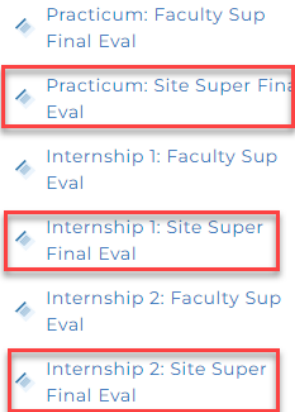 Practicum: Faculty Sup
Final Eval
Practicum: Site Super Final
Eval
Internship 1: Faculty Sup
Eval
Internship 1: Site Super
Final Eval
Internship 2: Faculty Sup
Eval
Internship 2: Site Super
Final Eval